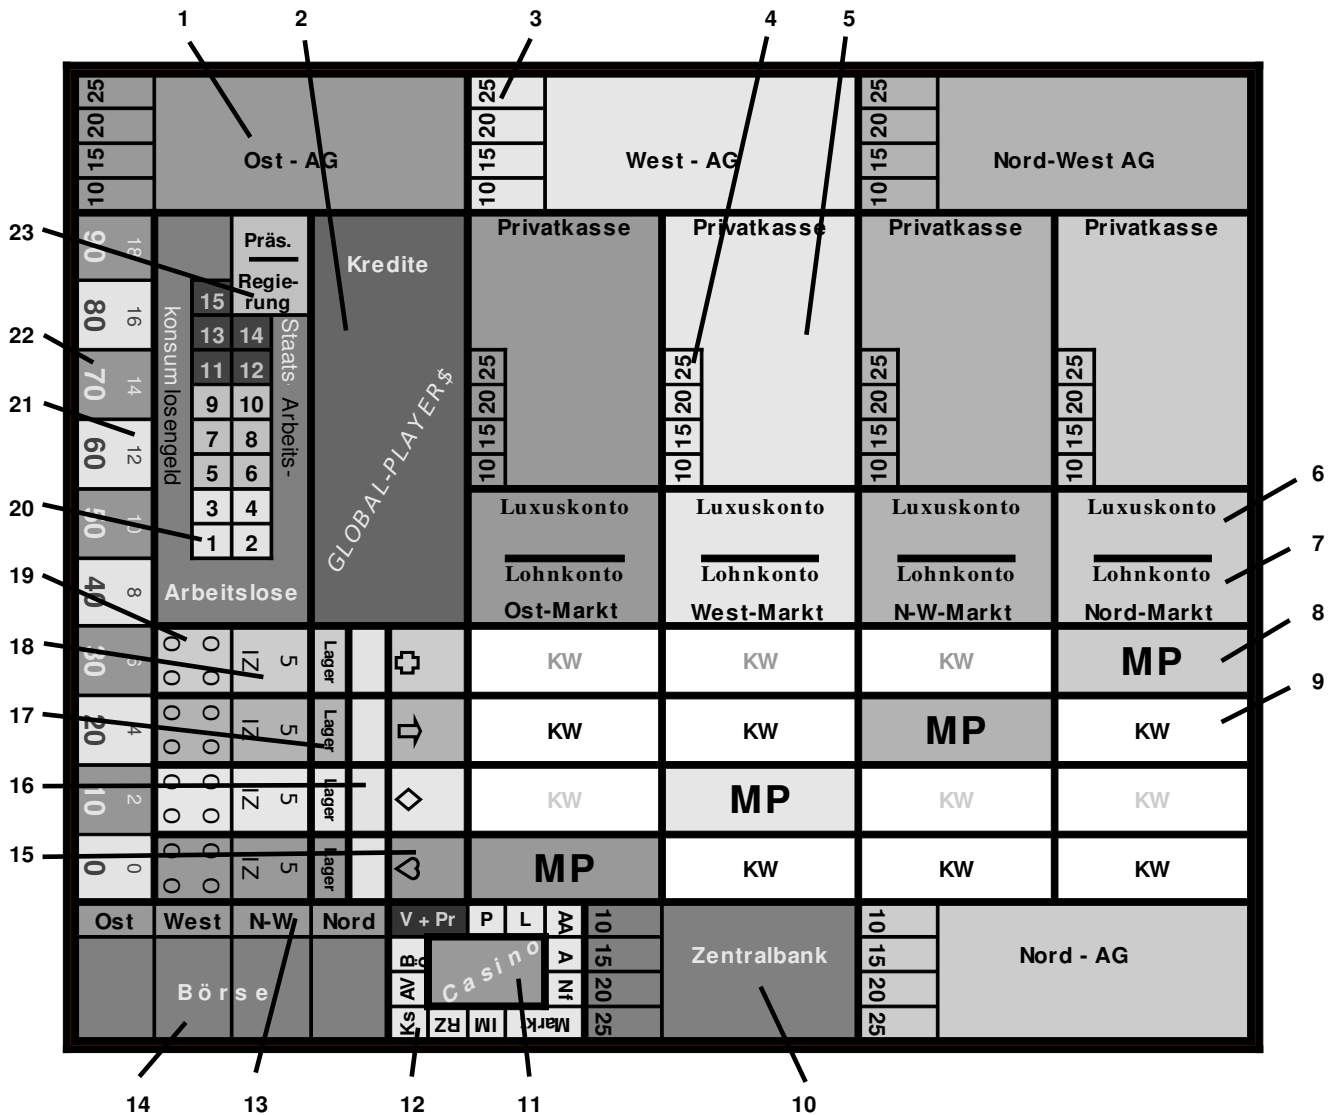 1 2 3 4 5
10 15 20 25
Ost - AG
10 15 20 25
West - AG
10 15 20 25
Nord-West AG
23
22
21
20
19
18
17
16
15
90 18
80 16
70 14
60 12
50 10
40 8
30 6
20 4
10 2
0 0
Präs.
Regie-
rung
konsumlosengeld
Staats- Arbeits-
15
13 14
11 12
9 10
7 8
5 6
3 4
1 2
Arbeitslose
Kredite
GLOBAL-PLAYER$
Privatkasse Privatkasse Privatkasse Privatkasse
10 15 20 25
10 15 20 25
10 15 20 25
10 15 20 25
Luxuskonto Luxuskonto Luxuskonto Luxuskonto
Lohnkonto Lohnkonto Lohnkonto Lohnkonto
Ost-Markt West-Markt N-W-Markt Nord-Markt
6
7
8
9
O O O O IZ 5 Lager KW KW KW MP
O O O O IZ 5 Lager KW KW MP KW
O O O O IZ 5 Lager KW MP KW KW
O O O O IZ 5 Lager MP KW KW KW
Ost West N-W Nord
Börse
V + Pr P L AA
A
Nf
Markt
IM
RZ
Ks
AV
Bö
Casino
10 15 20 25
Zentralbank
10 15 20 25
Nord - AG
14 13 12 11 10